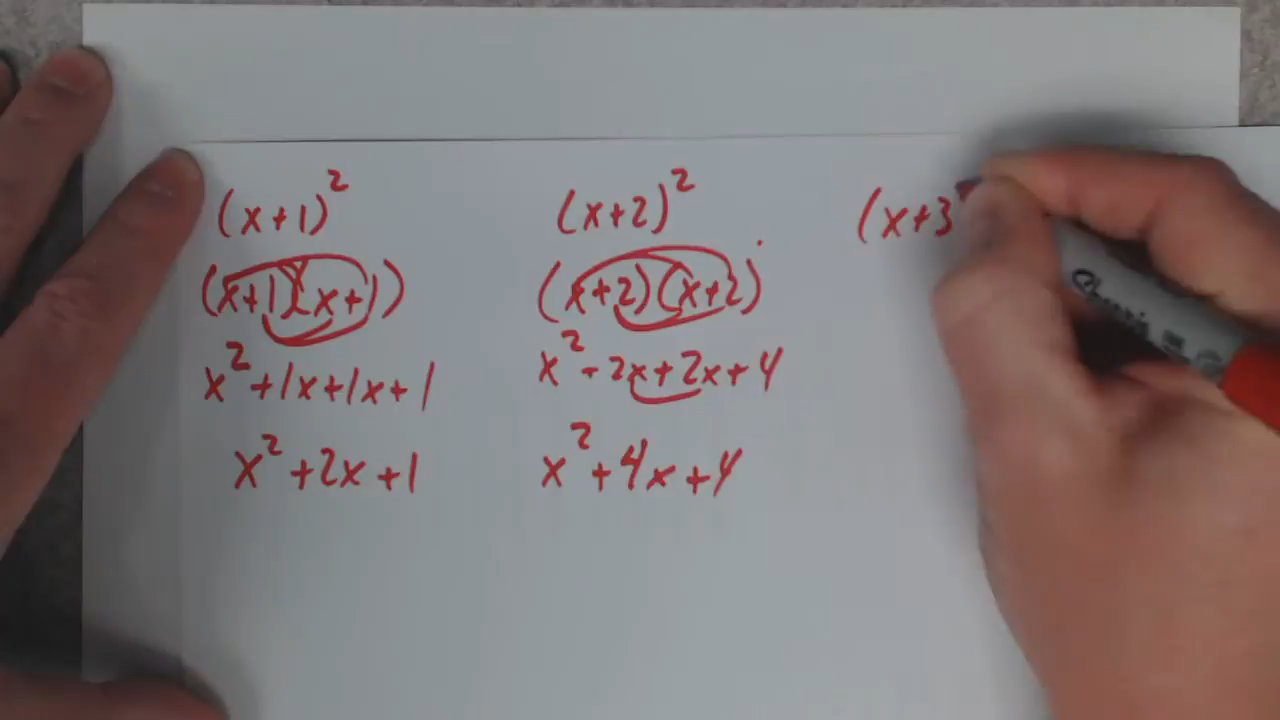 (x+1)²
(x+1)(x+1)
x²+1x+1x+1
x²+2x+1
(x+2)²
(x+2)(x+2)
x²+2x+2x+4
x²+4x+4
(x+3